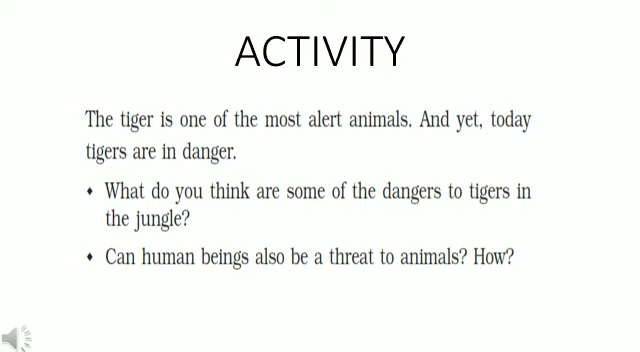 ACTIVITY
The tiger is one of the most alert animals. And yet, today
tigers are in danger.
• What do you think are some of the dangers to tigers in
the jungle?
• Can human beings also be a threat to animals? How?